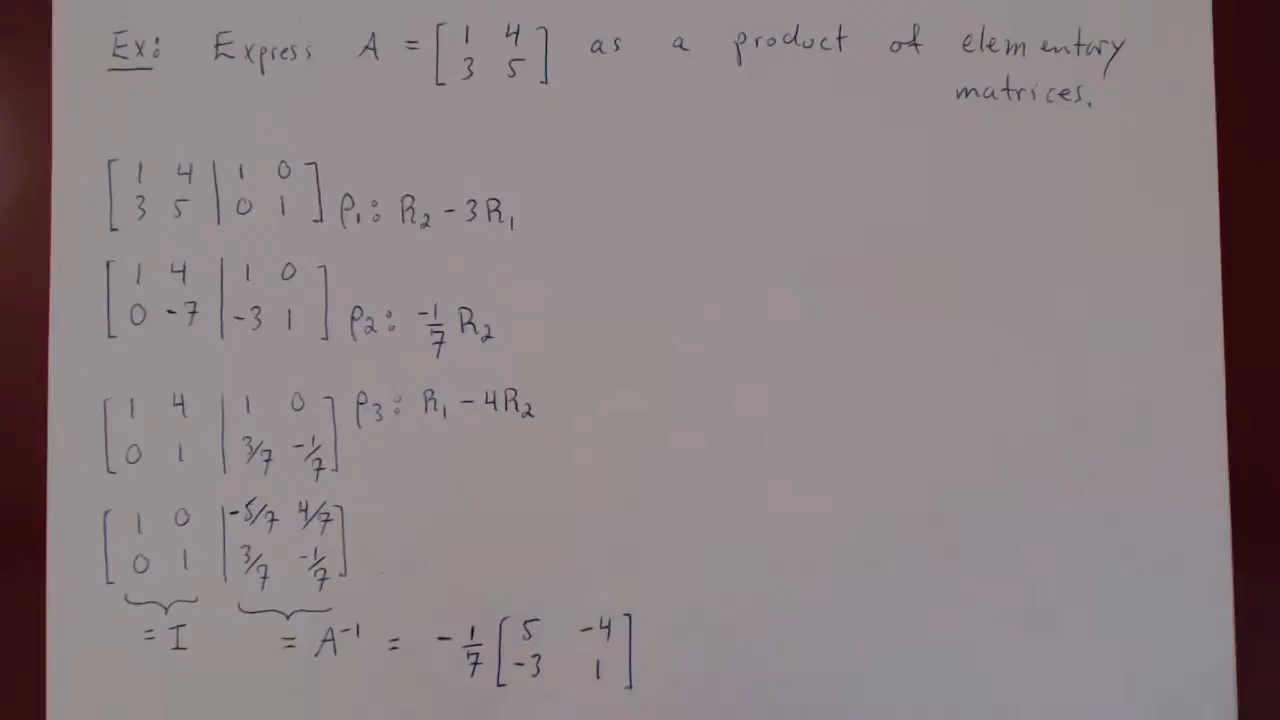 Ex: Express A = [ 1 4 ] as a product of elementary
[ 3 5 ] matrices.
[ 1 4 | 1 0 ]
[ 3 5 | 0 1 ] ρ₁: R₂ - 3R₁
[ 1 4 | 1 0 ]
[ 0 -7 | -3 1 ] ρ₂: -1/7 R₂
[ 1 4 | 1 0 ] ρ₃: R₁ - 4R₂
[ 0 1 | 3/7 -1/7 ]
[ 1 0 | -5/7 4/7 ]
[ 0 1 | 3/7 -1/7 ]
= I = A⁻¹ = -1/7 [ 5 -4 ]
[ -3 1 ]